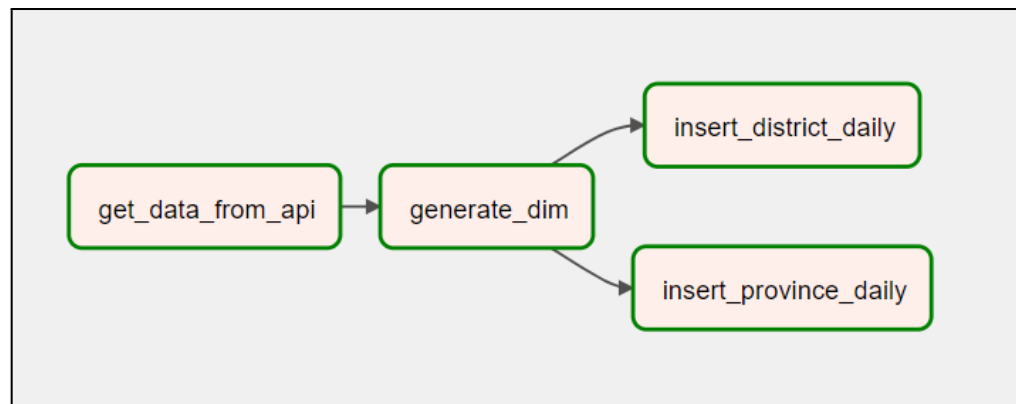 get_data_from_api
generate_dim
insert_district_daily
insert_province_daily